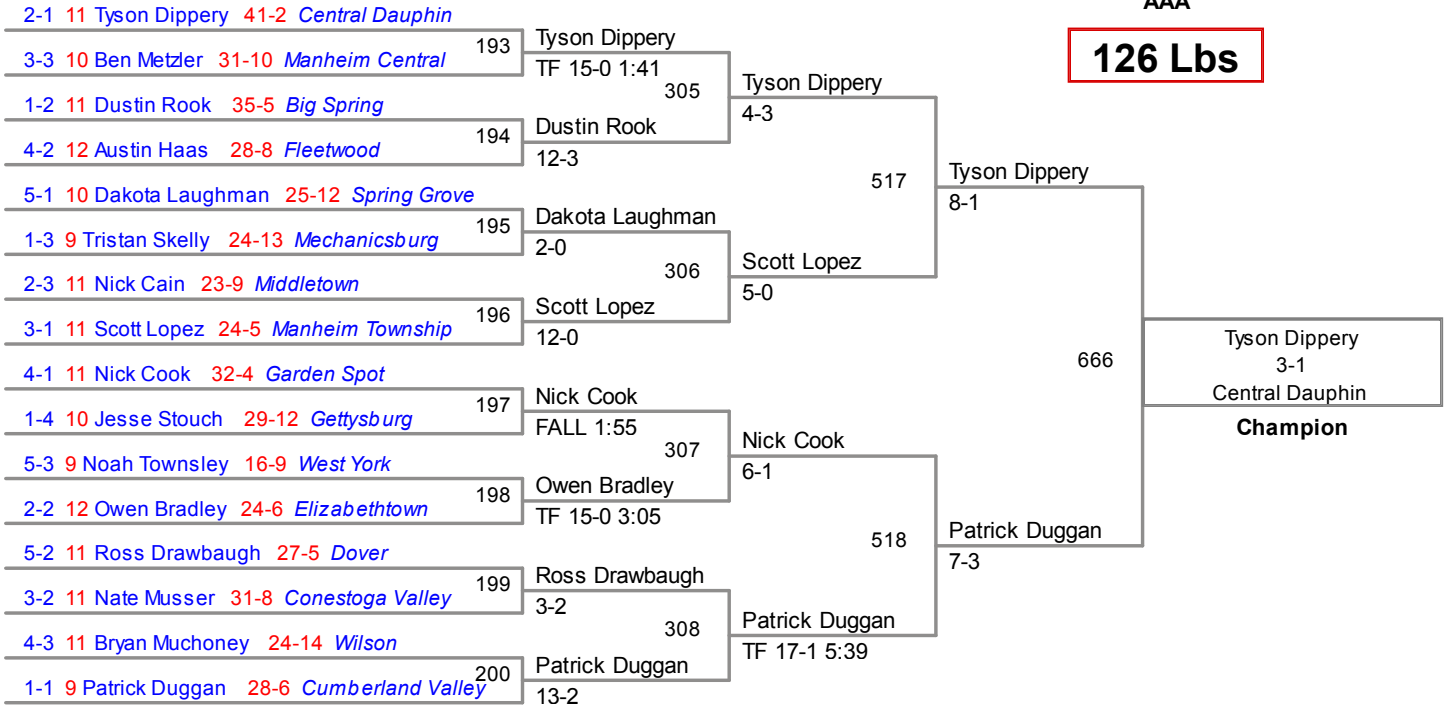 AAA
126 Lbs
2-1 11 Tyson Dippery 41-2 Central Dauphin
3-3 10 Ben Metzler 31-10 Manheim Central
1-2 11 Dustin Rook 35-5 Big Spring
4-2 12 Austin Haas 28-8 Fleetwood
5-1 10 Dakota Laughman 25-12 Spring Grove
1-3 9 Tristan Skelly 24-13 Mechanicsburg
2-3 11 Nick Cain 23-9 Middletown
3-1 11 Scott Lopez 24-5 Manheim Township
4-1 11 Nick Cook 32-4 Garden Spot
1-4 10 Jesse Stouch 29-12 Gettysburg
5-3 9 Noah Townsley 16-9 West York
2-2 12 Owen Bradley 24-6 Elizabethtown
5-2 11 Ross Drawbaugh 27-5 Dover
3-2 11 Nate Musser 31-8 Conestoga Valley
4-3 11 Bryan Muchoney 24-14 Wilson
1-1 9 Patrick Duggan 28-6 Cumberland Valley
193
Tyson Dippery
TF 15-0 1:41
194
Dustin Rook
12-3
195
Dakota Laughman
2-0
196
Scott Lopez
12-0
197
Nick Cook
FALL 1:55
198
Owen Bradley
TF 15-0 3:05
199
Ross Drawbaugh
3-2
200
Patrick Duggan
13-2
305
Tyson Dippery
4-3
306
Scott Lopez
5-0
307
Nick Cook
6-1
308
Patrick Duggan
TF 17-1 5:39
517
Tyson Dippery
8-1
518
Patrick Duggan
7-3
666
Tyson Dippery
3-1
Central Dauphin
Champion